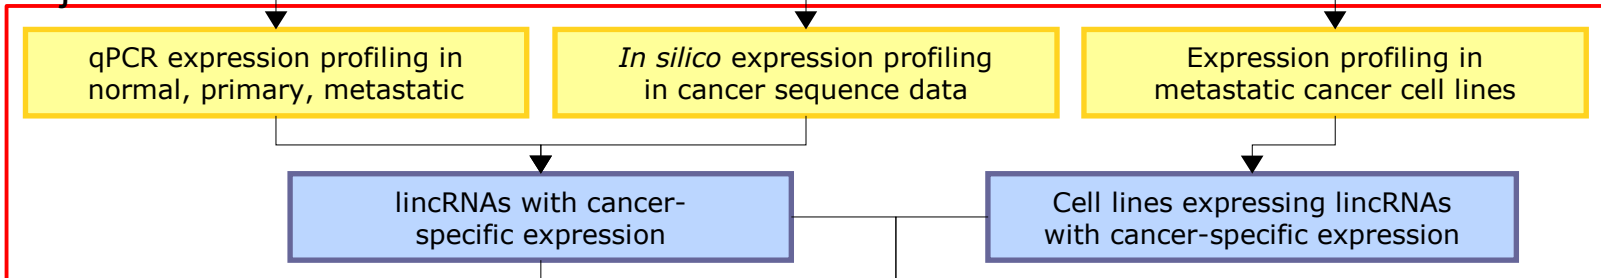 qPCR expression profiling in
normal, primary, metastatic
In silico expression profiling
in cancer sequence data
Expression profiling in
metastatic cancer cell lines
lincRNAs with cancer-
specific expression
Cell lines expressing lincRNAs
with cancer-specific expression